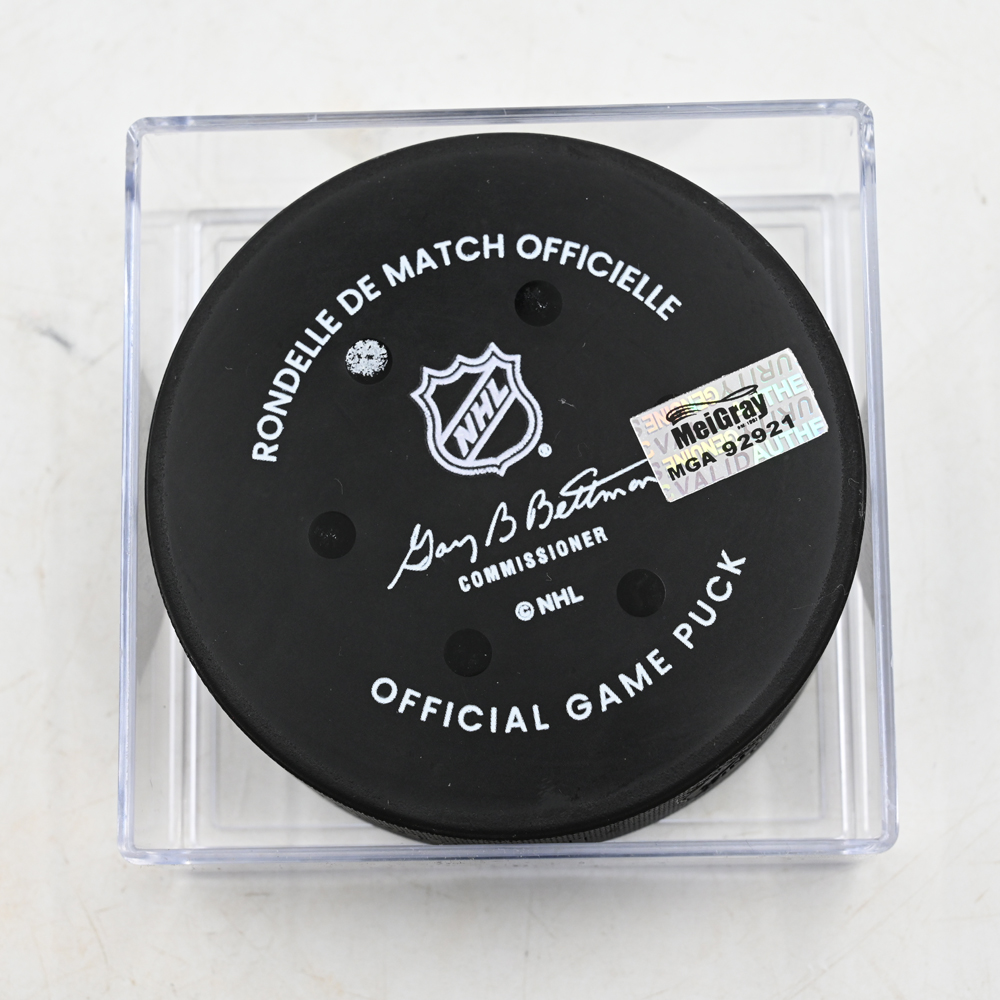 RONDELLE DE MATCH OFFICIELLE
NHL
®
MeiGray
MGA 92921
Gary B Bettman
COMMISSIONER
© NHL
OFFICIAL GAME PUCK